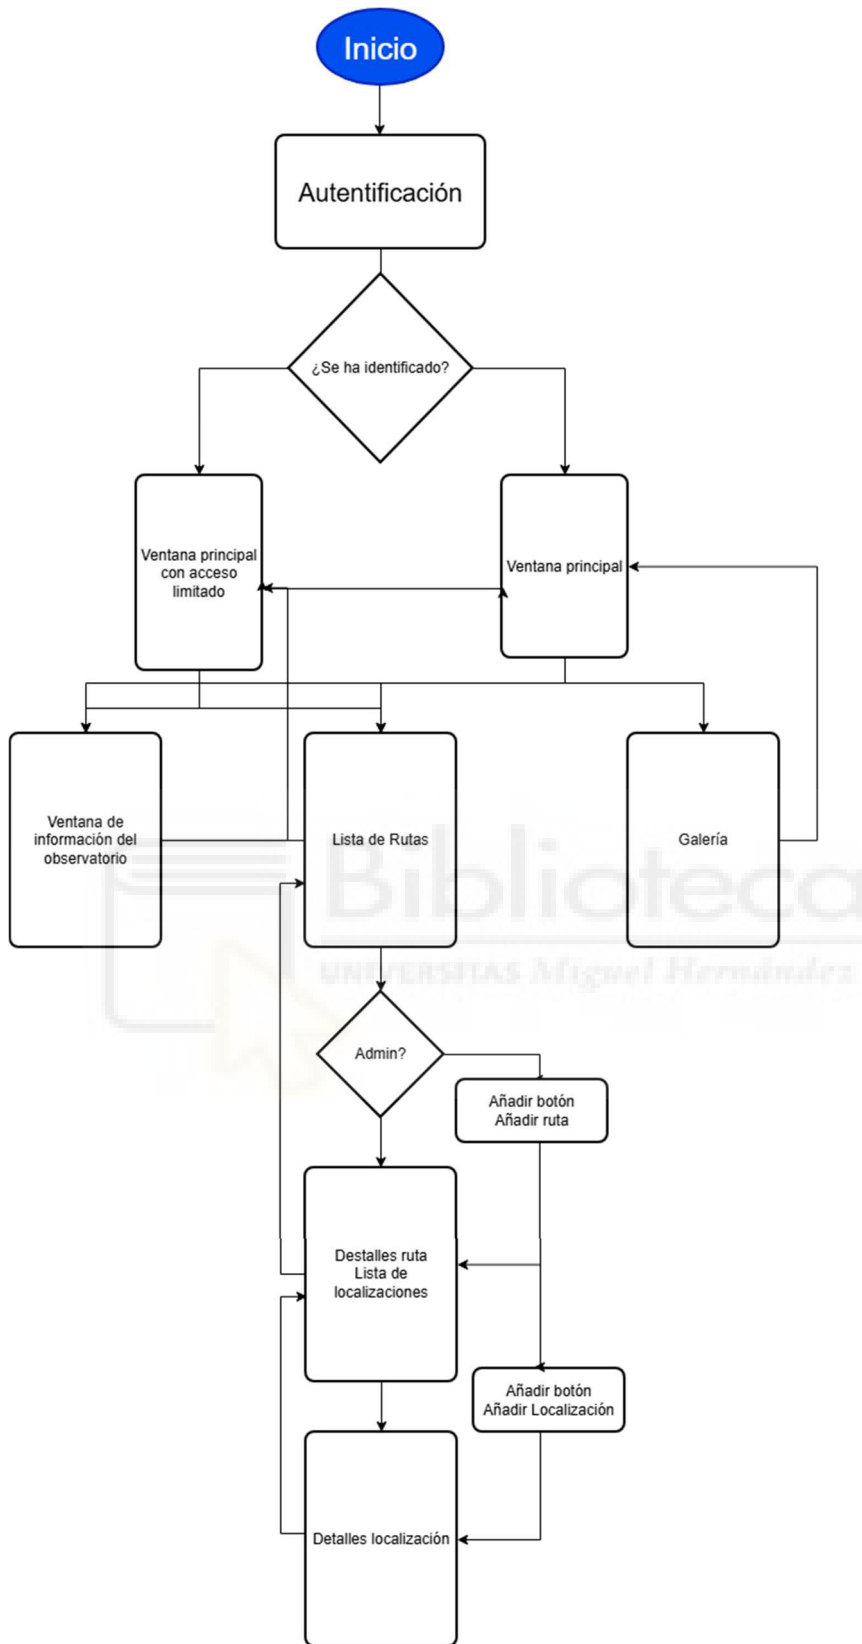 Inicio
Autentificación
¿Se ha identificado?
Ventana principal
con acceso
limitado
Ventana principal
Ventana de
información del
observatorio
Lista de Rutas
Galería
Biblioteca
UNIVERSITAS Miguel Hernández
Admin?
Añadir botón
Añadir ruta
Destalles ruta
Lista de
localizaciones
Añadir botón
Añadir Localización
Detalles localización